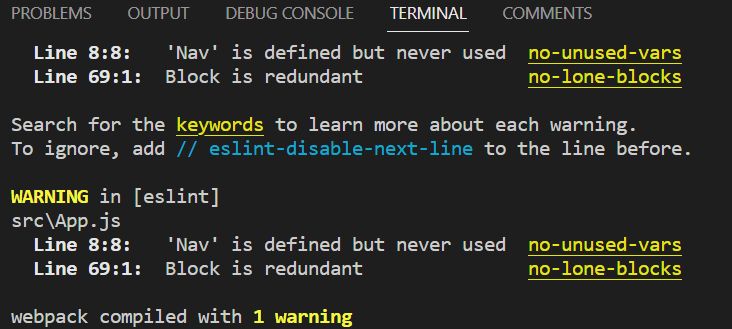 PROBLEMS OUTPUT DEBUG CONSOLE TERMINAL COMMENTS
Line 8:8: 'Nav' is defined but never used no-unused-vars
Line 69:1: Block is redundant no-lone-blocks
Search for the keywords to learn more about each warning.
To ignore, add // eslint-disable-next-line to the line before.
WARNING in [eslint]
src\App.js
Line 8:8: 'Nav' is defined but never used no-unused-vars
Line 69:1: Block is redundant no-lone-blocks
webpack compiled with 1 warning